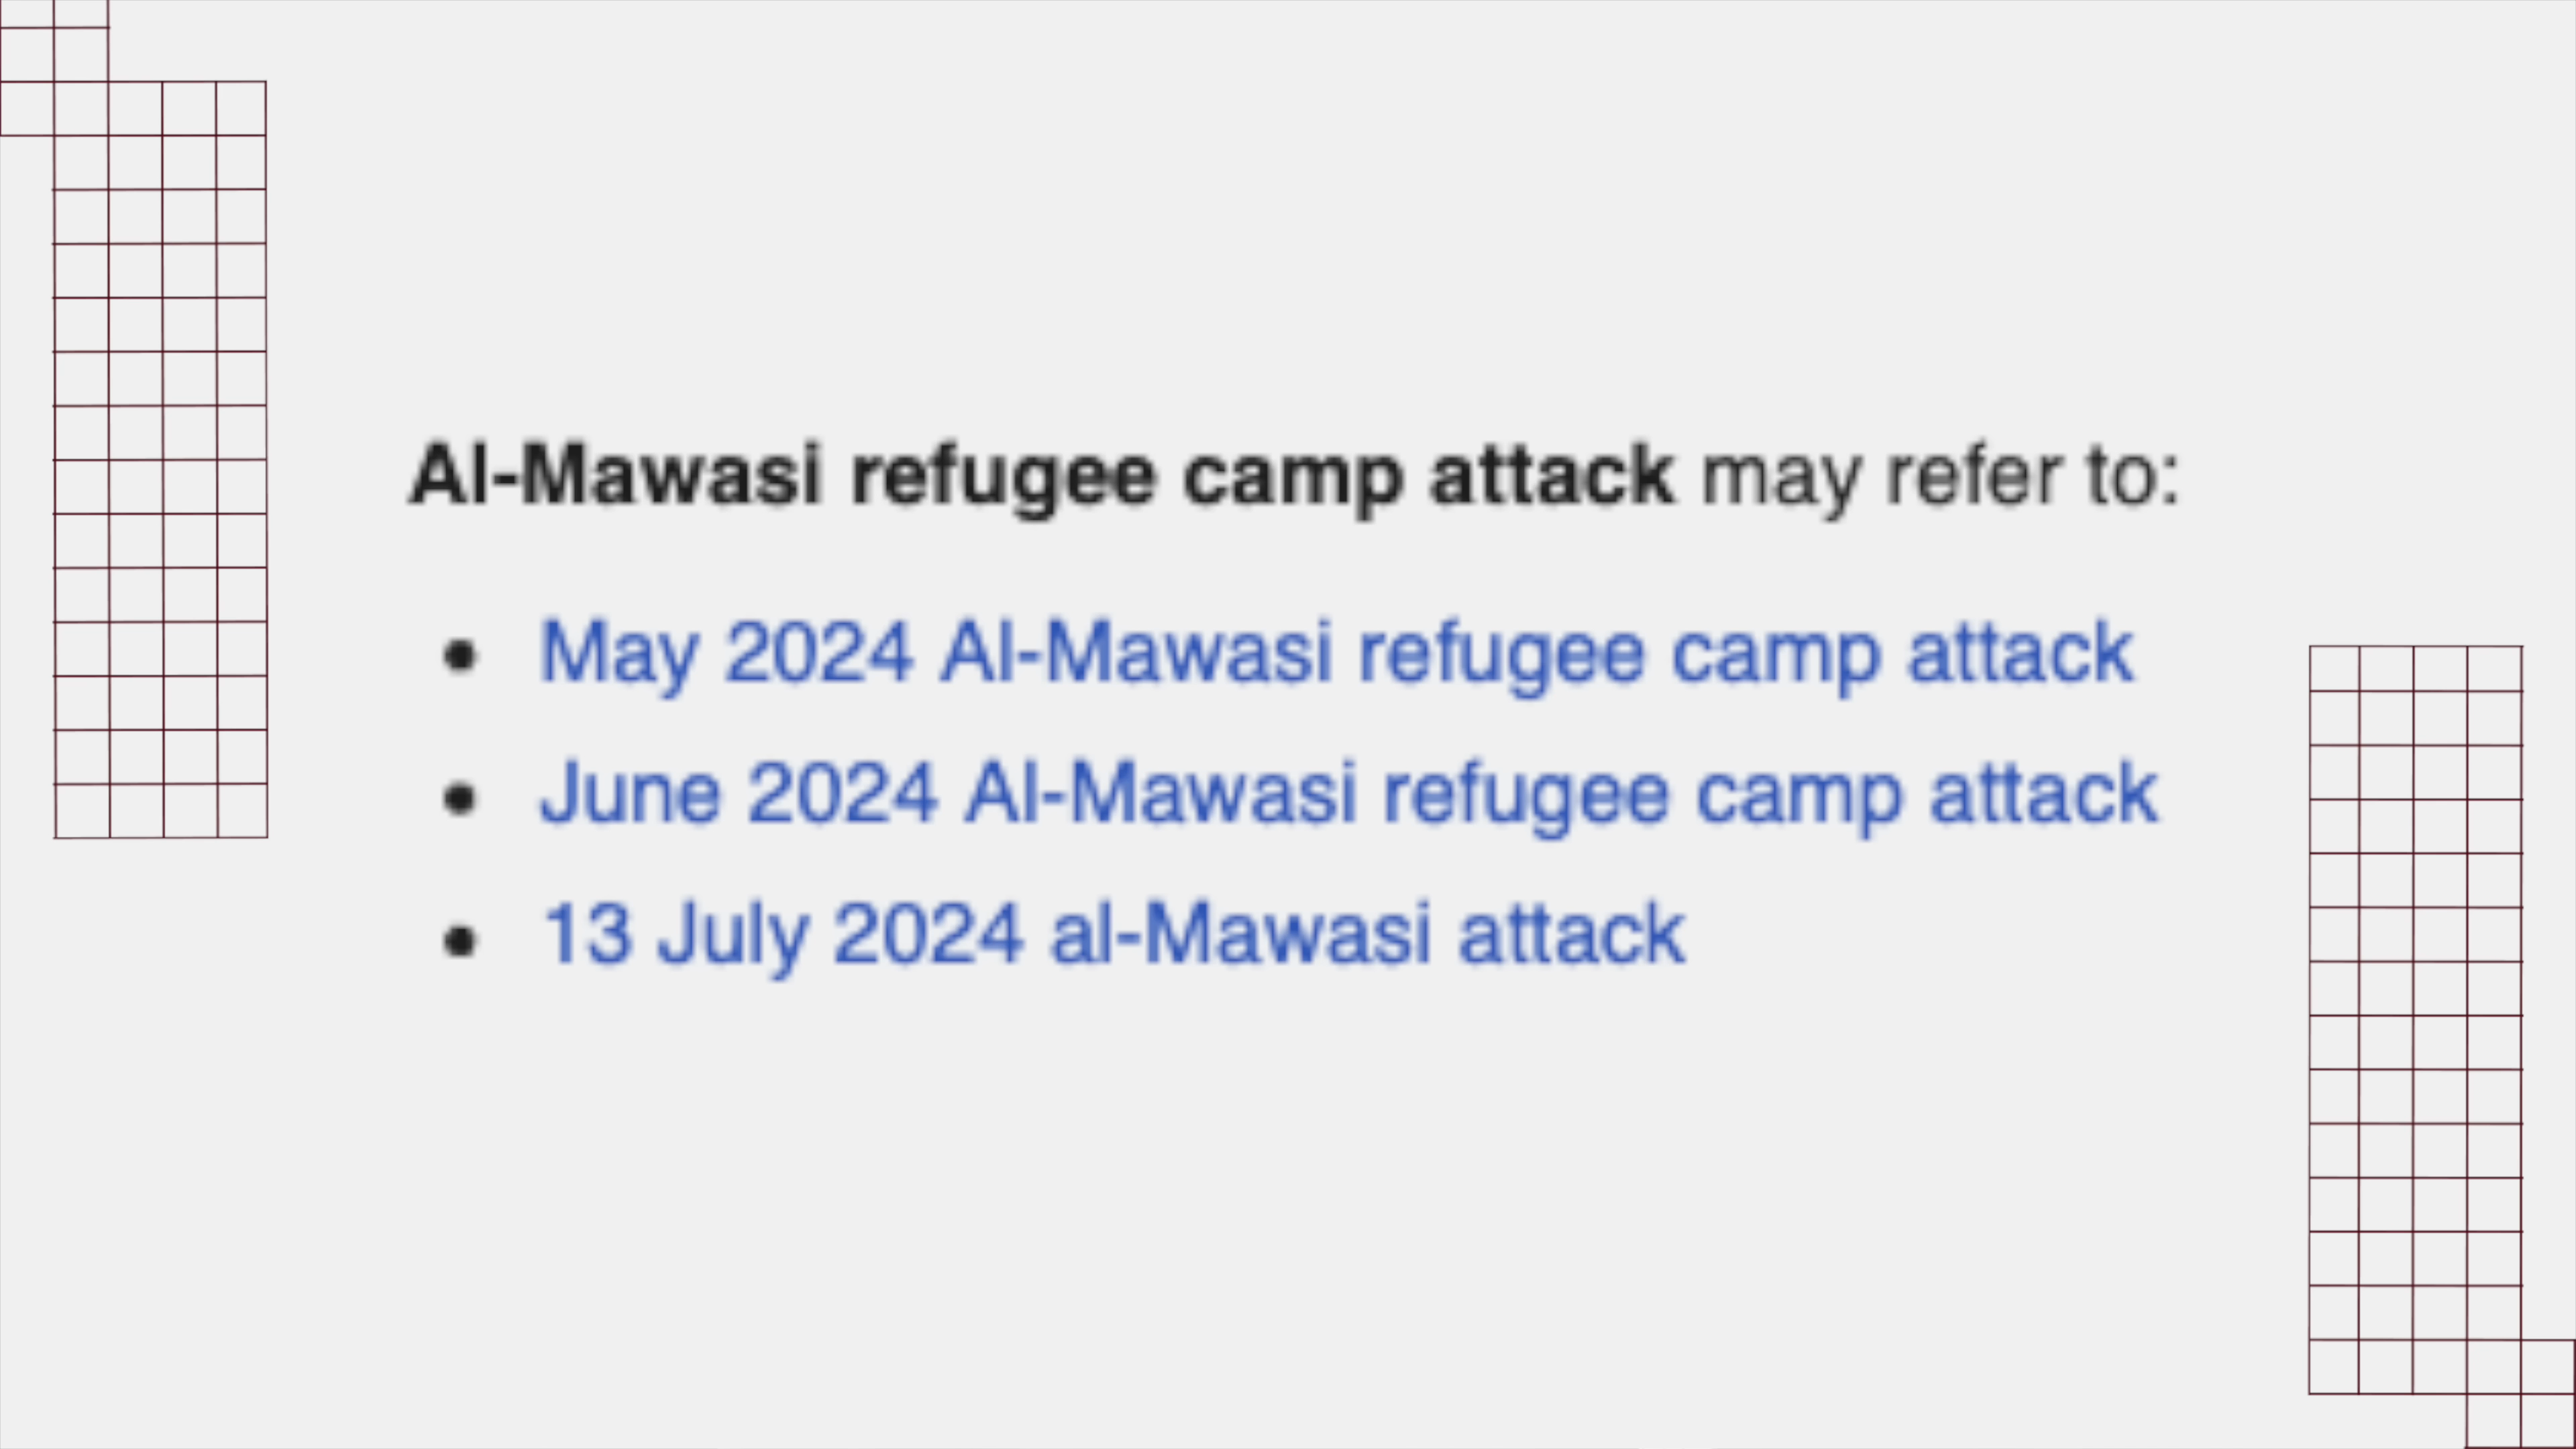 Al-Mawasi refugee camp attack may refer to:
• May 2024 Al-Mawasi refugee camp attack
• June 2024 Al-Mawasi refugee camp attack
• 13 July 2024 al-Mawasi attack